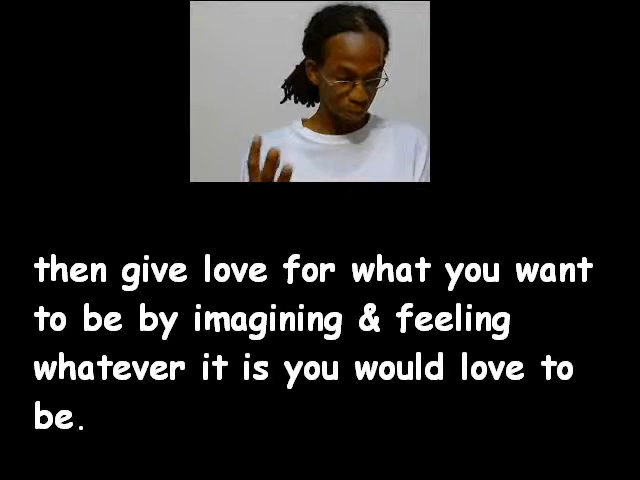 then give love for what you want
to be by imagining & feeling
whatever it is you would love to
be.